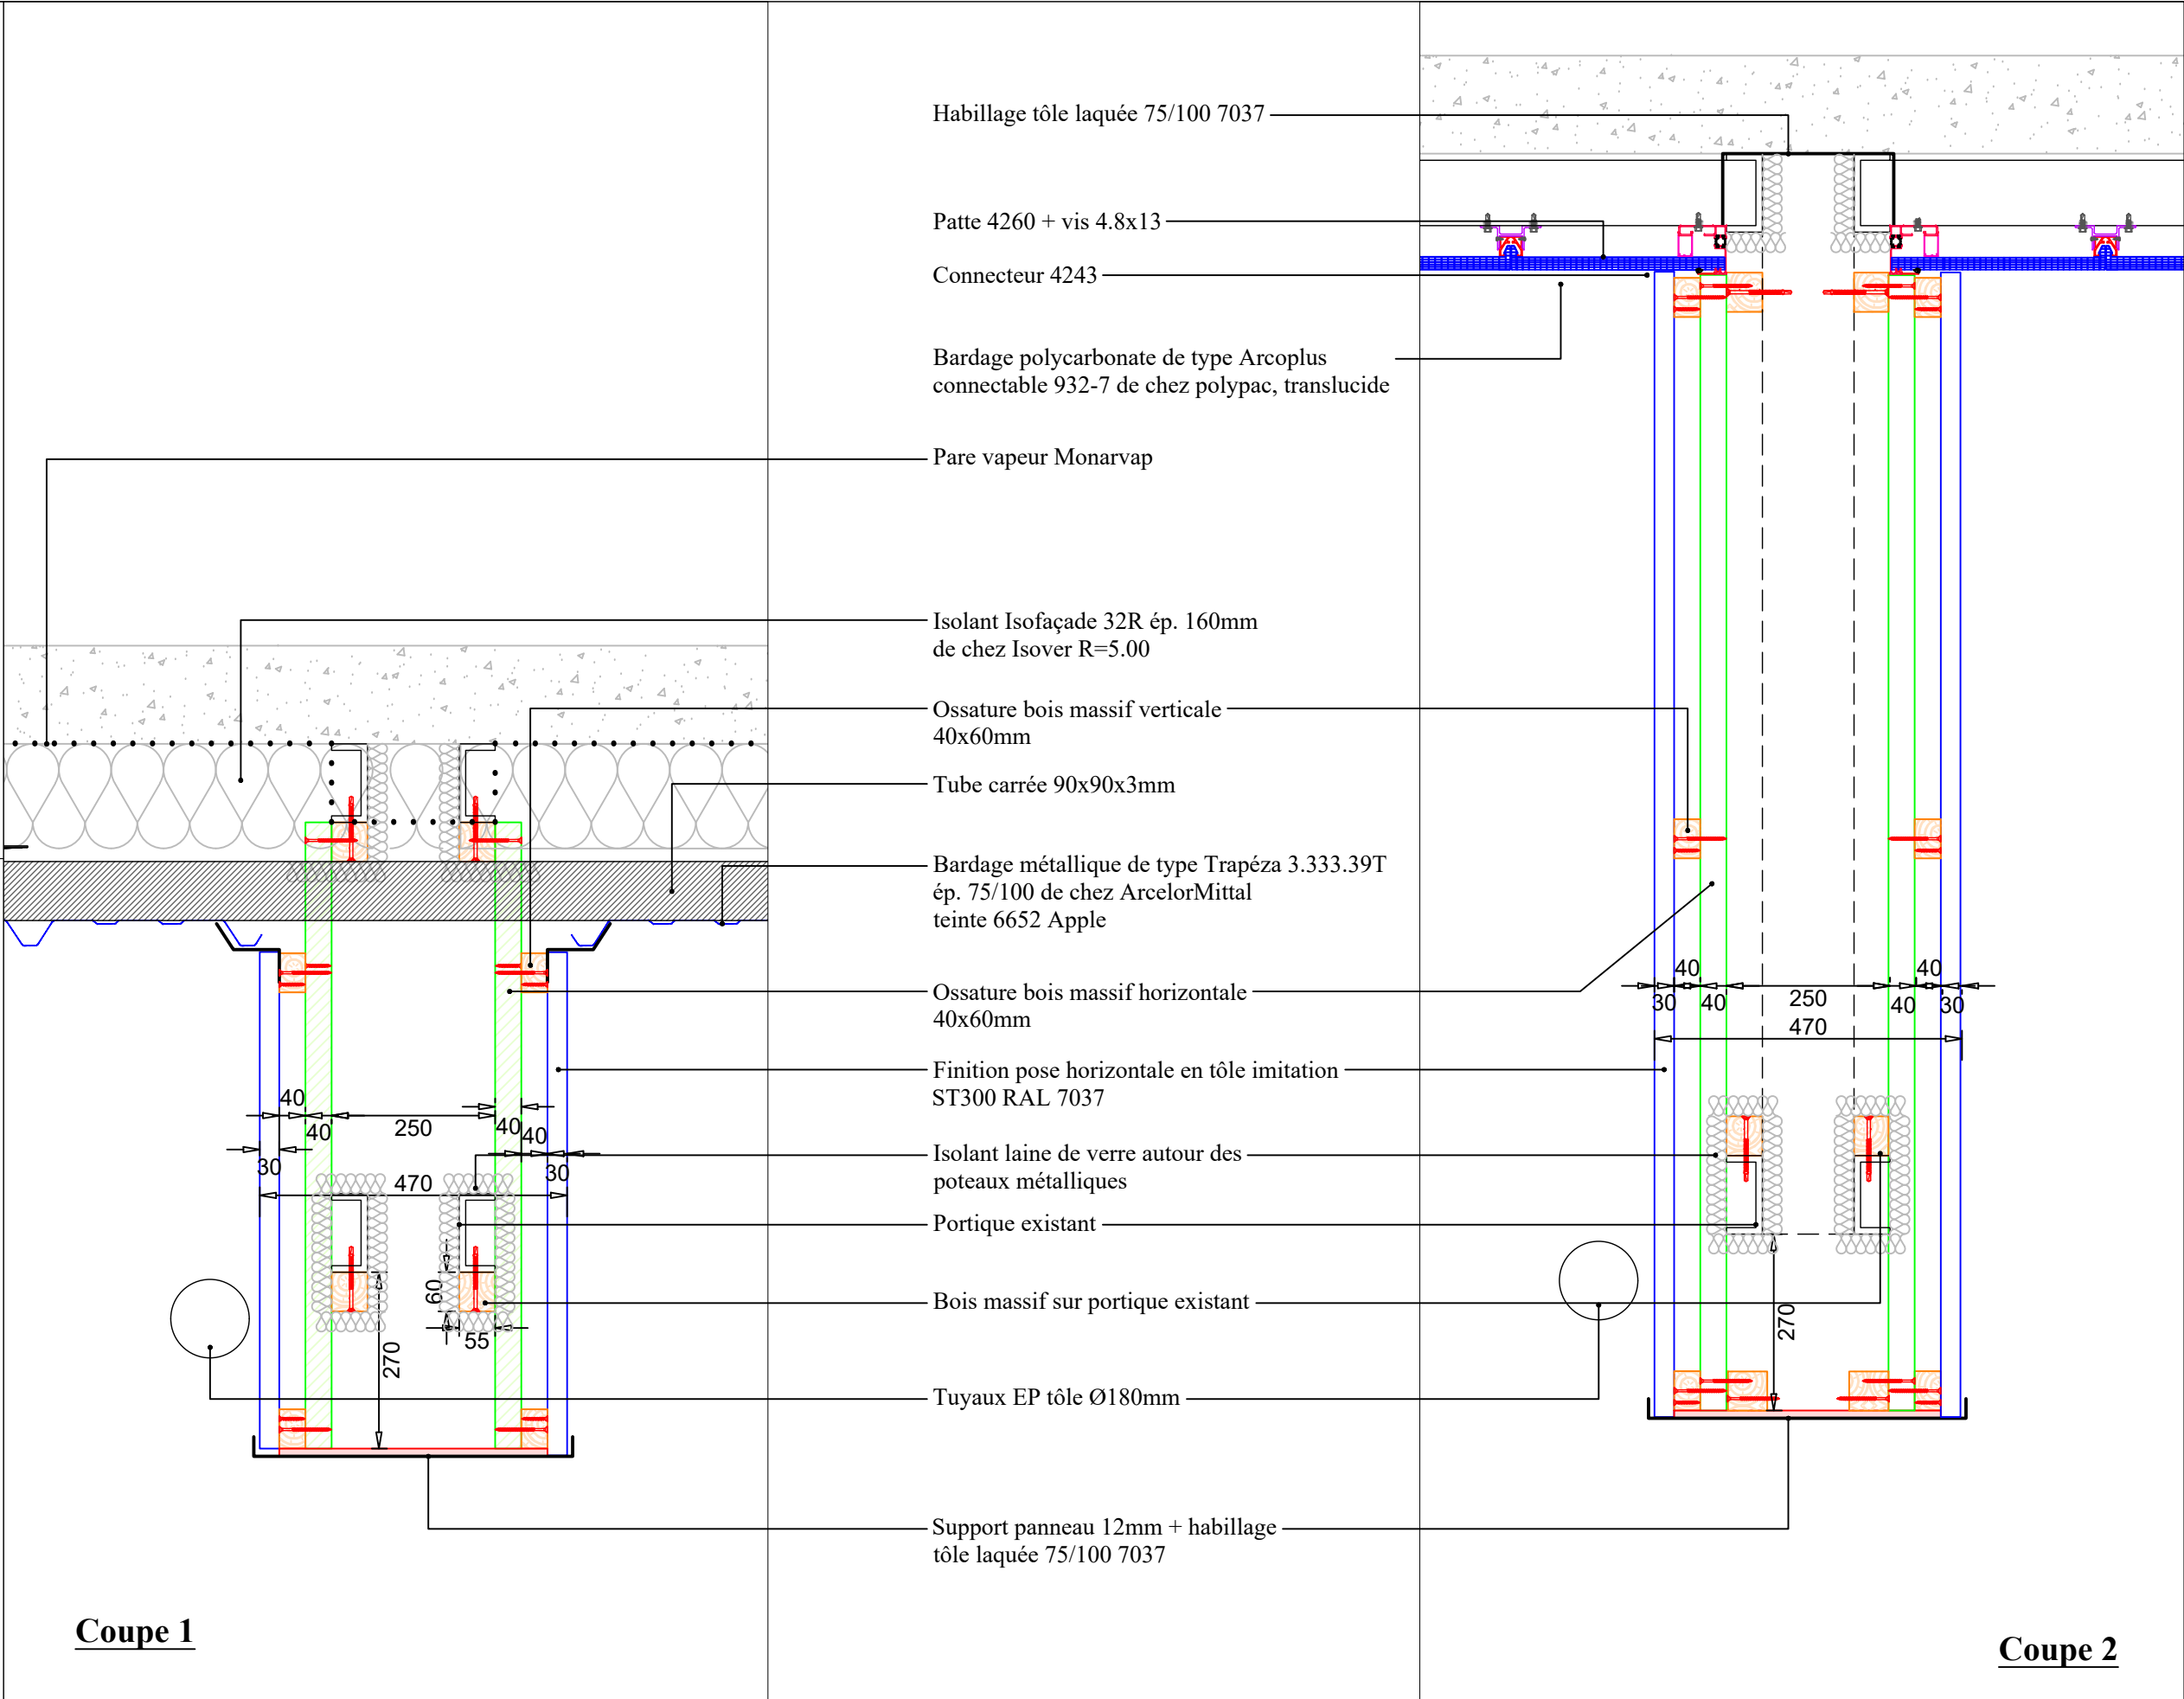 Habillage tôle laquée 75/100 7037
Patte 4260 + vis 4.8x13
Connecteur 4243
Bardage polycarbonate de type Arcoplus
connectable 932-7 de chez polypac, translucide
Pare vapeur Monarvap
Isolant Isofaçade 32R ép. 160mm
de chez Isover R=5.00
Ossature bois massif verticale
40x60mm
Tube carrée 90x90x3mm
Bardage métallique de type Trapéza 3.333.39T
ép. 75/100 de chez ArcelorMittal
teinte 6652 Apple
Ossature bois massif horizontale
40x60mm
Finition pose horizontale en tôle imitation
ST300 RAL 7037
Isolant laine de verre autour des
poteaux métalliques
Portique existant
Bois massif sur portique existant
Tuyaux EP tôle Ø180mm
Support panneau 12mm + habillage
tôle laquée 75/100 7037
40
40
250
40
40
30
30
470
60
55
270
Coupe 1
40
40
30
40
250
40
30
470
270
Coupe 2